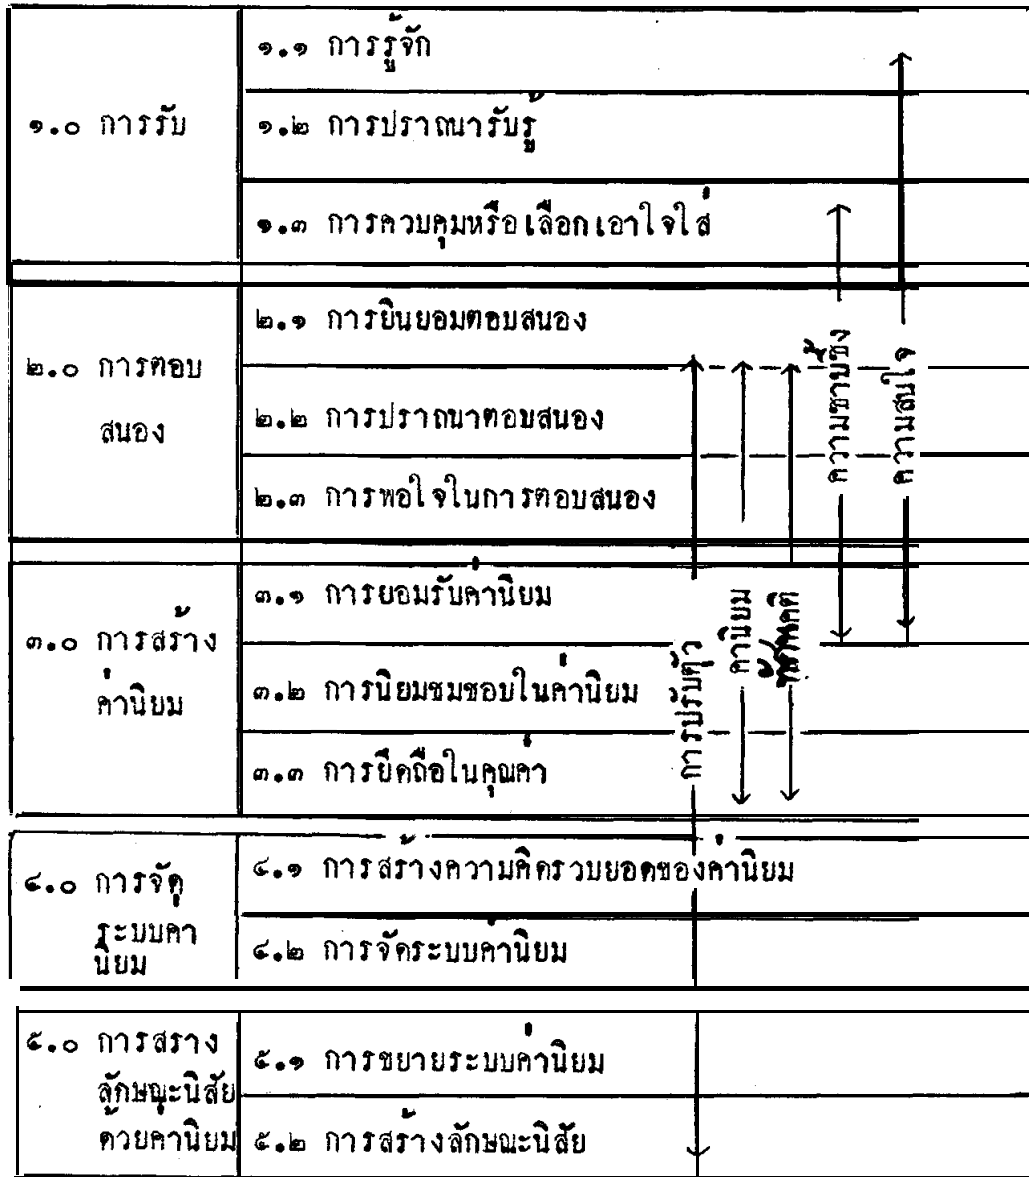 ๑.๐ การรับ
๑.๑ การรู้จัก
๑.๒ การปราถนารับรู้
๑.๓ การควบคุมหรือเลือกเอาใจใส่
๒.๐ การตอบ
สนอง
๒.๑ การยินยอมตอบสนอง
๒.๒ การปราถนาตอบสนอง
๒.๓ การพอใจในการตอบสนอง
๓.๐ การสร้าง
ค่านิยม
๓.๑ การยอมรับค่านิยม
๓.๒ การนิยมชมชอบในค่านิยม
๓.๓ การยึดถือในคุณค่า
๔.๐ การจัด
ระบบคา
นิยม
๔.๑ การสร้างความคิดรวบยอดของค่านิยม
๔.๒ การจัดระบบค่านิยม
๕.๐ การสราง
ลักษณะนิสัย
ด้วยคานิยม
๕.๑ การขยายระบบค่านิยม
๕.๒ การสร้างลักษณะนิสัย
การปรับตัว
คานิยม
ทัศนคติ
ความซาบซึ้ง
ความสนใจ